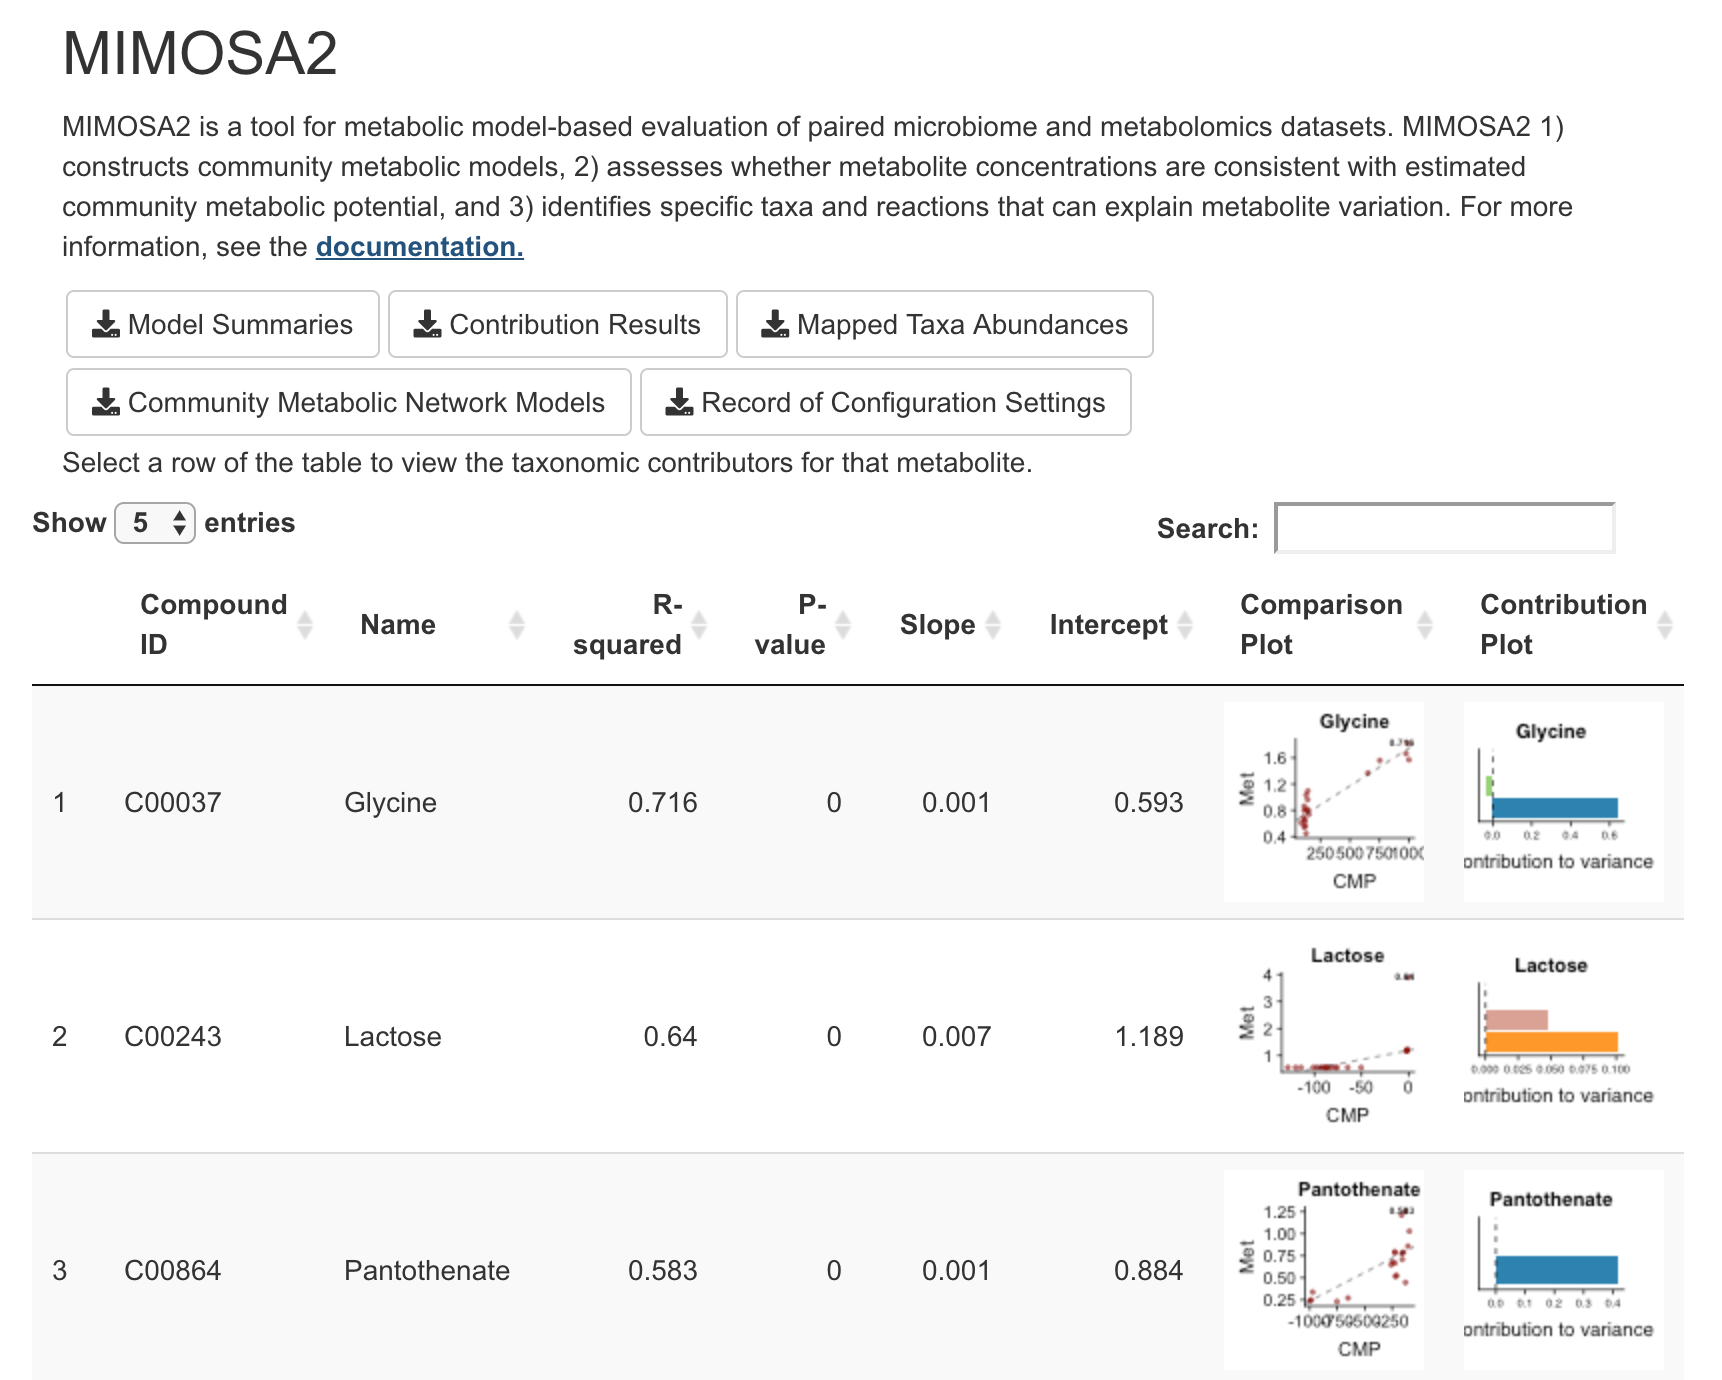 MIMOSA2
MIMOSA2 is a tool for metabolic model-based evaluation of paired microbiome and metabolomics datasets. MIMOSA2 1)
constructs community metabolic models, 2) assesses whether metabolite concentrations are consistent with estimated
community metabolic potential, and 3) identifies specific taxa and reactions that can explain metabolite variation. For more
information, see the documentation.
Model Summaries Contribution Results Mapped Taxa Abundances
Community Metabolic Network Models Record of Configuration Settings
Select a row of the table to view the taxonomic contributors for that metabolite.
Show 5 entries Search:
Compound ID Name R-squared P-value Slope Intercept Comparison Plot Contribution Plot
1 C00037 Glycine 0.716 0 0.001 0.593
Glycine
Met
1.6
1.2
0.8
0.4
250 500 750 1000
CMP
Glycine
0.0 0.2 0.4 0.6
ontribution to variance
2 C00243 Lactose 0.64 0 0.007 1.189
Lactose
Met
4
3
2
1
-100 -50 0
CMP
Lactose
0.000 0.025 0.050 0.075 0.100
ontribution to variance
3 C00864 Pantothenate 0.583 0 0.001 0.884
Pantothenate
Met
1.25
1.00
0.75
0.50
0.25
CMP
Pantothenate
0.0 0.1 0.2 0.3 0.4
ontribution to variance